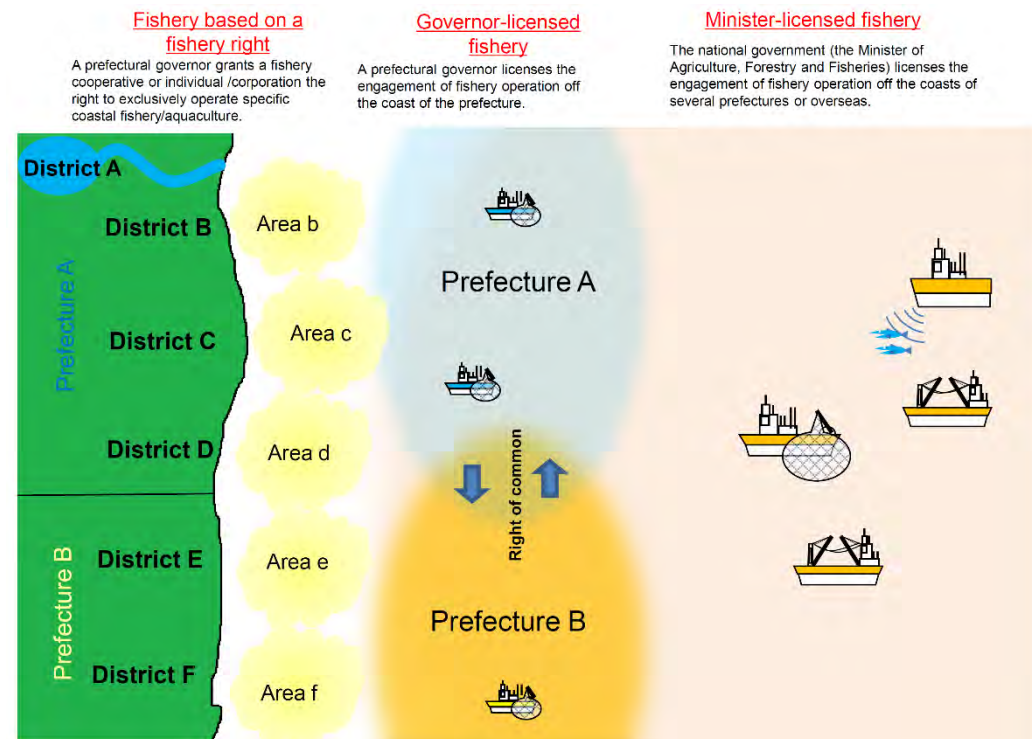 Fishery based on a
fishery right
A prefectural governor grants a fishery
cooperative or individual /corporation the
right to exclusively operate specific
coastal fishery/aquaculture.
Governor-licensed
fishery
A prefectural governor licenses the
engagement of fishery operation off
the coast of the prefecture.
Minister-licensed fishery
The national government (the Minister of
Agriculture, Forestry and Fisheries) licenses the
engagement of fishery operation off the coasts of
several prefectures or overseas.
District A
District B
District C
District D
District E
District F
Prefecture A
Prefecture B
Area b
Area c
Area d
Area e
Area f
Prefecture A
Right of common
Prefecture B